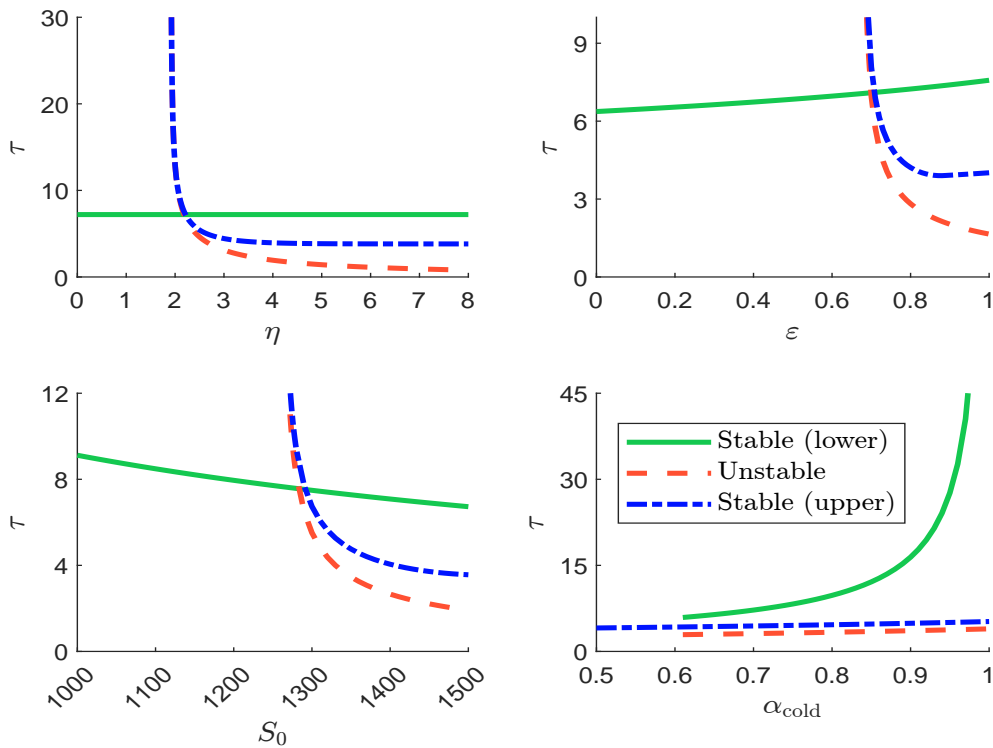 30
20
10
0
τ
0 1 2 3 4 5 6 7 8
η
9
6
3
0
τ
0 0.2 0.4 0.6 0.8 1
ε
12
8
4
0
τ
1000 1100 1200 1300 1400 1500
S₀
45
30
15
0
τ
Stable (lower)
Unstable
Stable (upper)
0.5 0.6 0.7 0.8 0.9 1
α_cold